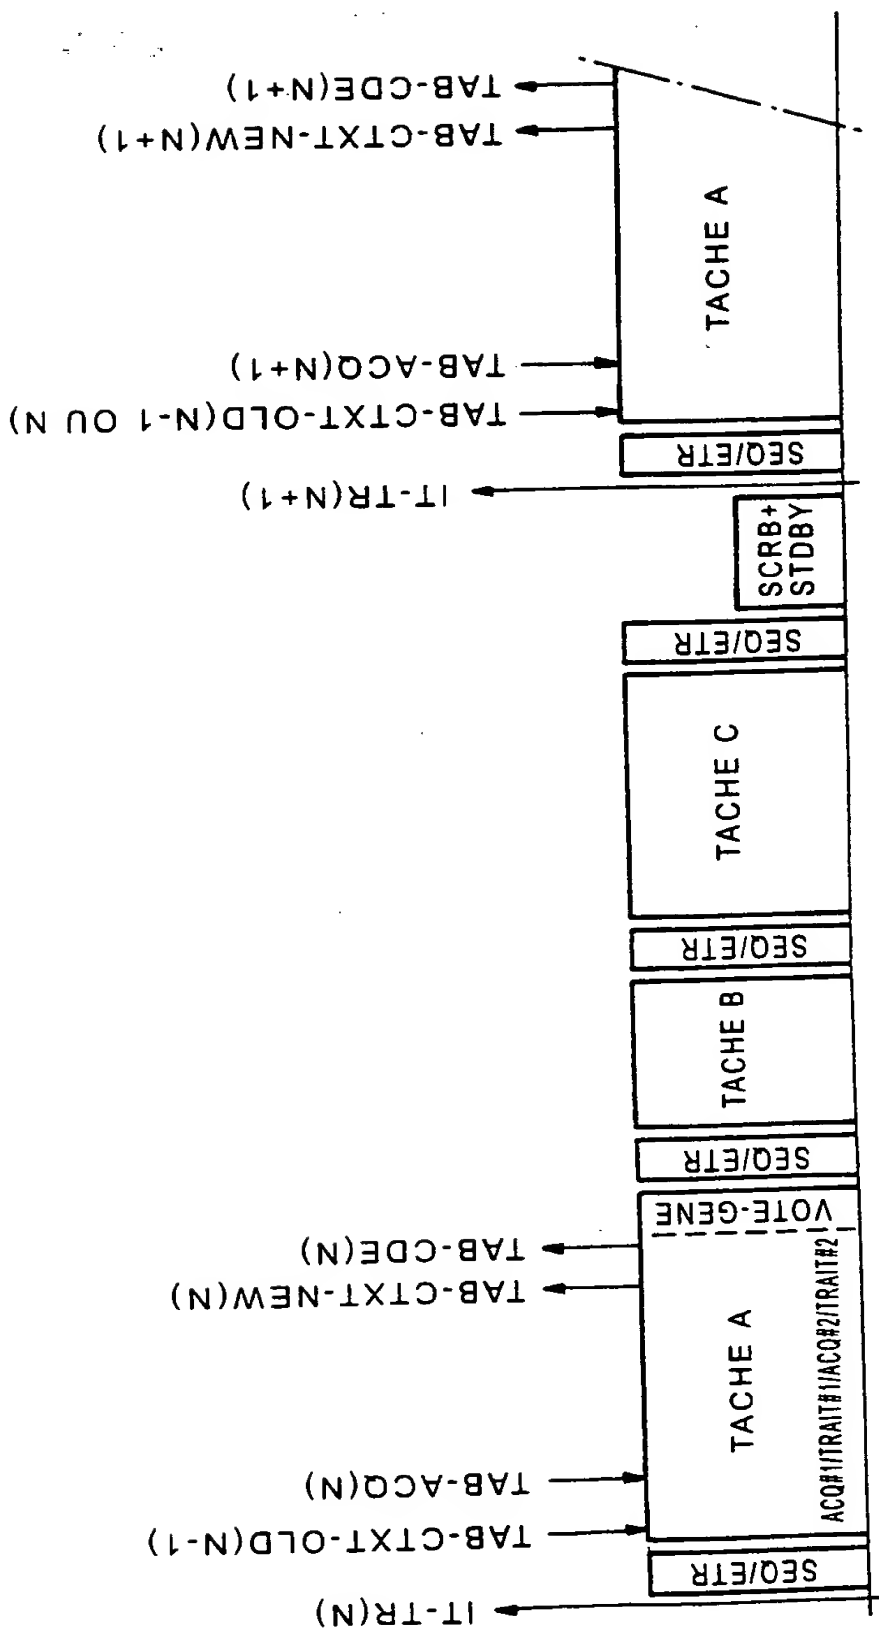 IT-TR(N)
SEQ/ETR
TAB-CTXT-OLD(N-1)
TAB-ACQ(N)
TACHE A
ACQ#1/TRAIT#1/ACQ#2/TRAIT#2
TAB-CTXT-NEW(N)
TAB-CDE(N)
VOTE-GENE
SEQ/ETR
TACHE B
SEQ/ETR
TACHE C
SEQ/ETR
SCRB+
STDBY
IT-TR(N+1)
SEQ/ETR
TAB-CTXT-OLD(N-1 OU N)
TAB-ACQ(N+1)
TACHE A
TAB-CTXT-NEW(N+1)
TAB-CDE(N+1)